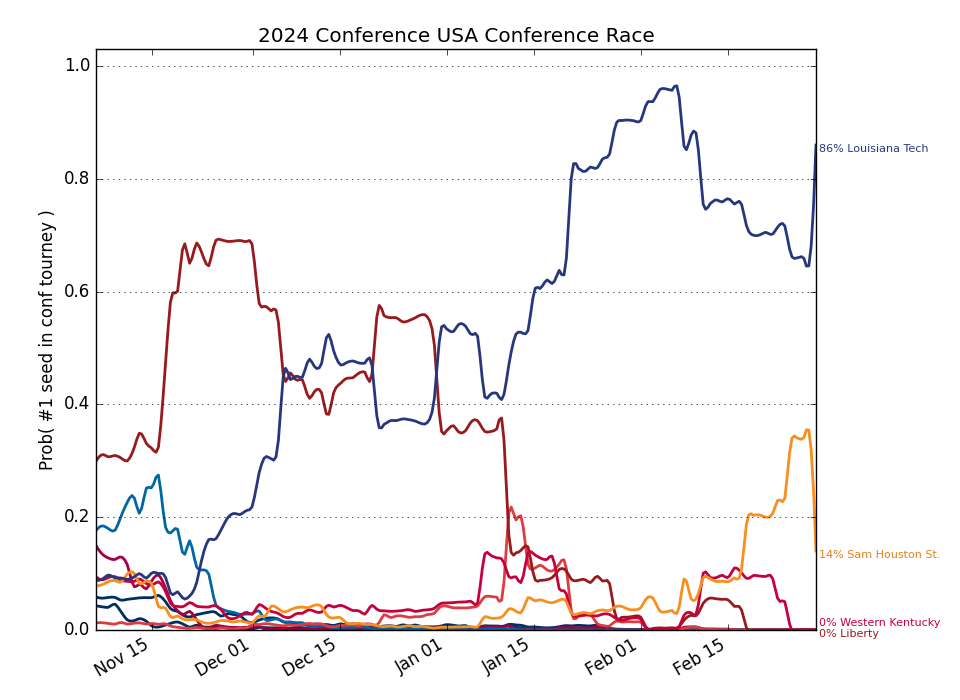 2024 Conference USA Conference Race
Prob( #1 seed in conf tourney )
1.0
0.8
0.6
0.4
0.2
0.0
86% Louisiana Tech
14% Sam Houston St.
0% Western Kentucky
0% Liberty
Nov 15
Dec 01
Dec 15
Jan 01
Jan 15
Feb 01
Feb 15